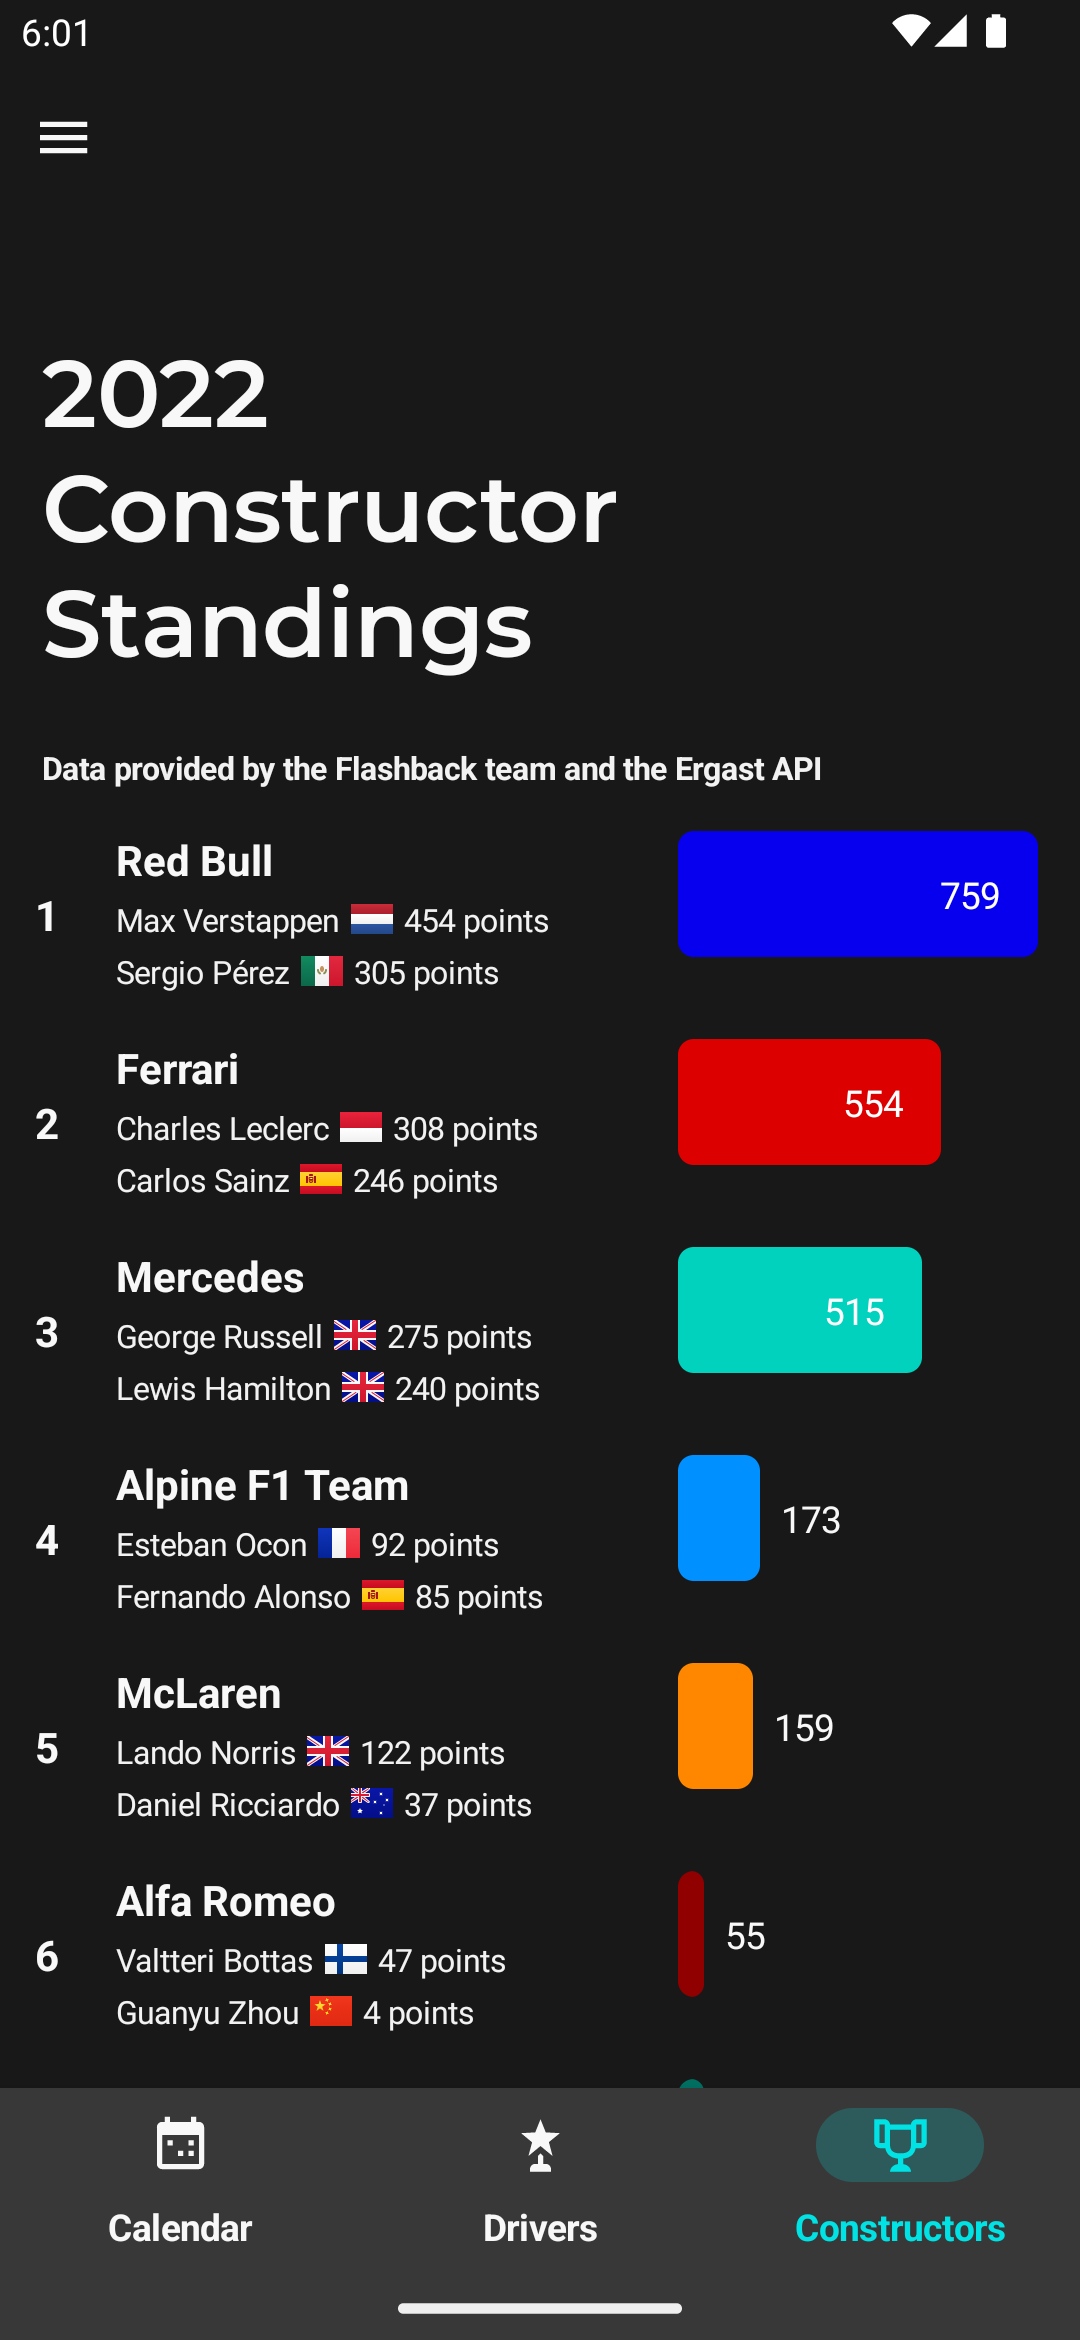 6:01
2022
Constructor
Standings
Data provided by the Flashback team and the Ergast API
Red Bull
1
Max Verstappen 454 points
Sergio Pérez 305 points
759
Ferrari
2
Charles Leclerc 308 points
Carlos Sainz 246 points
554
Mercedes
3
George Russell 275 points
Lewis Hamilton 240 points
515
Alpine F1 Team
4
Esteban Ocon 92 points
Fernando Alonso 85 points
173
McLaren
5
Lando Norris 122 points
Daniel Ricciardo 37 points
159
Alfa Romeo
6
Valtteri Bottas 47 points
Guanyu Zhou 4 points
55
Calendar
Drivers
Constructors